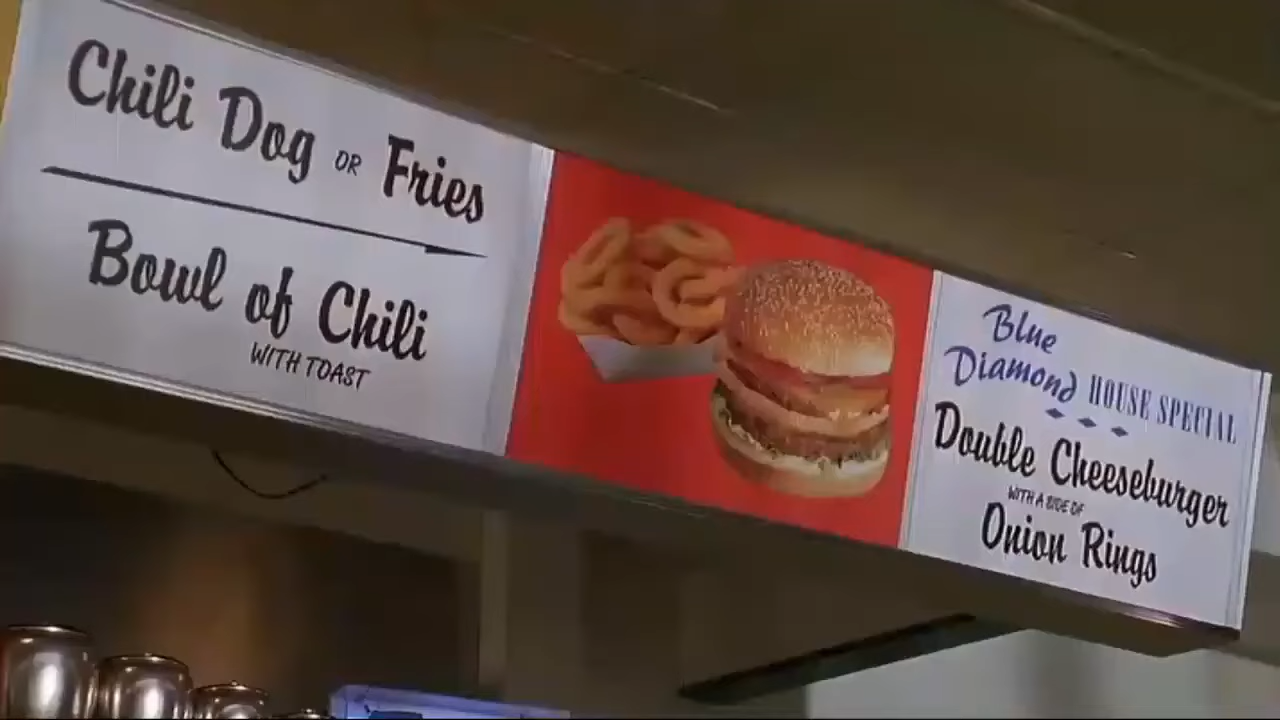 Chili Dog OR Fries
Bowl of Chili
WITH TOAST
Blue
Diamond HOUSE SPECIAL
Double Cheeseburger
WITH A SIDE OF
Onion Rings